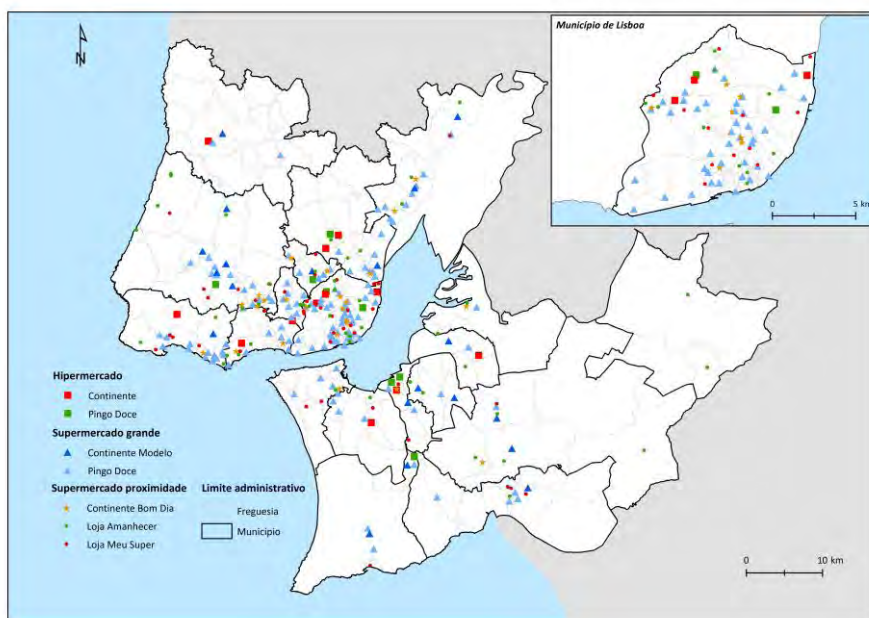 N
Município de Lisboa
0 5 km
Hipermercado
Continente
Pingo Doce
Supermercado grande
Continente Modelo
Pingo Doce
Supermercado proximidade
Continente Bom Dia
Loja Amanhecer
Loja Meu Super
Limite administrativo
Freguesia
Municipio
0 10 km